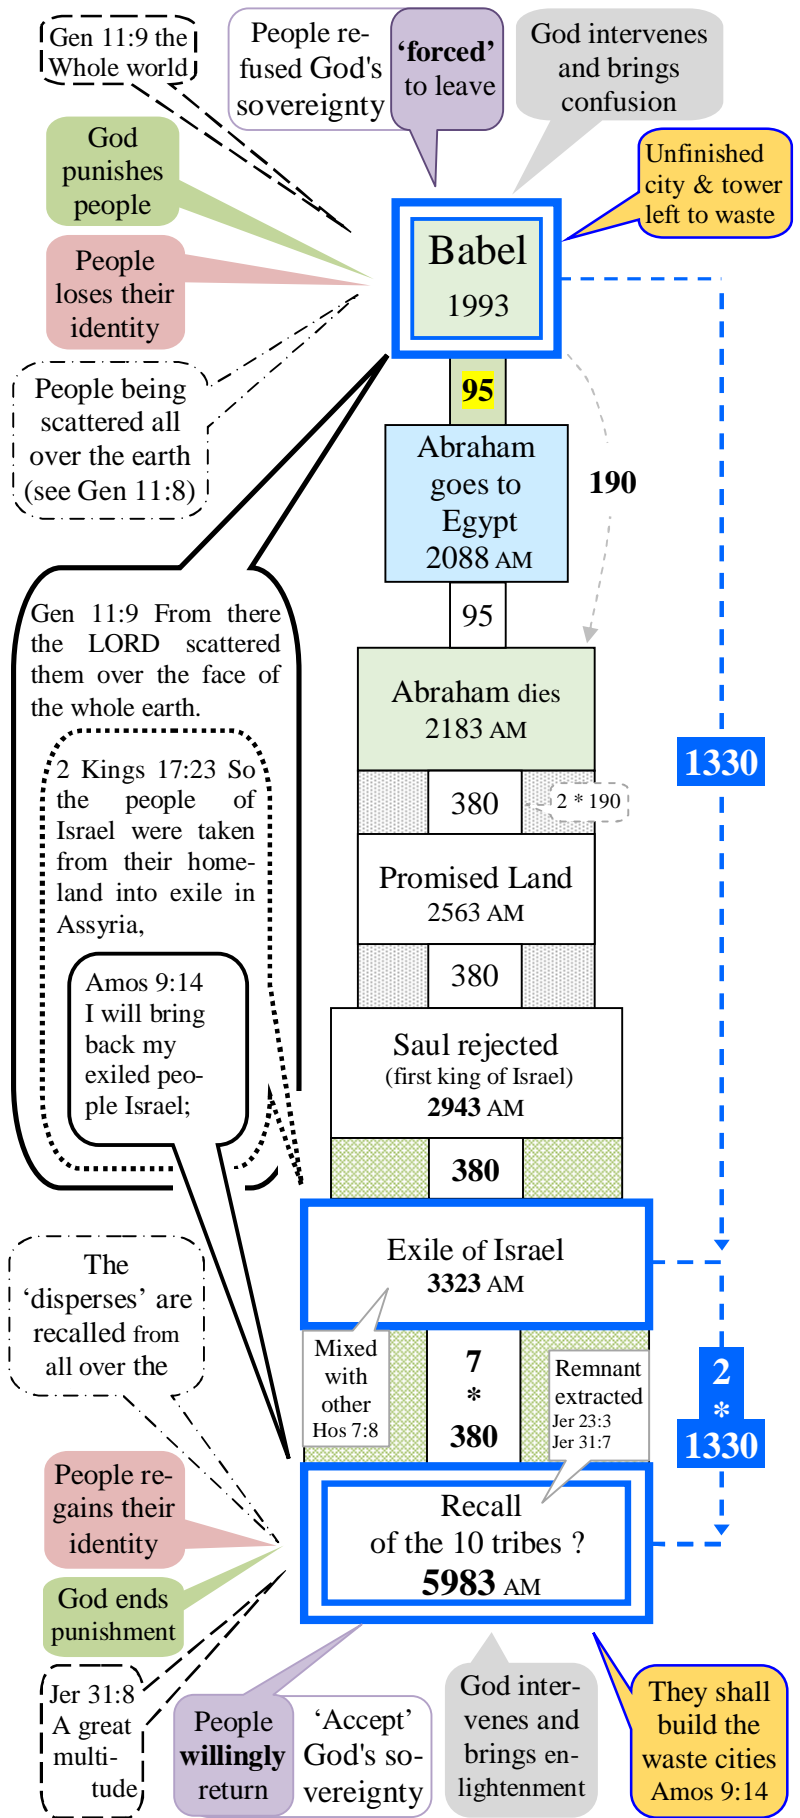 Gen 11:9 the
Whole world
People re-
fused God's
sovereignty
‘forced’
to leave
God intervenes
and brings
confusion
God
punishes
people
Unfinished
city & tower
left to waste
People
loses their
identity
Babel
1993
People being
scattered all
over the earth
(see Gen 11:8)
95
Abraham
goes to
Egypt
2088 AM
190
95
Gen 11:9 From there
the LORD scattered
them over the face of
the whole earth.
Abraham dies
2183 AM
1330
2 Kings 17:23 So
the people of
Israel were taken
from their home-
land into exile in
Assyria,
380
2 * 190
Promised Land
2563 AM
380
Amos 9:14
I will bring
back my
exiled peo-
ple Israel;
Saul rejected
(first king of Israel)
2943 AM
380
Exile of Israel
3323 AM
The
‘disperses’ are
recalled from
all over the
Mixed
with
other
Hos 7:8
7
*
380
Remnant
extracted
Jer 23:3
Jer 31:7
2
*
1330
People re-
gains their
identity
Recall
of the 10 tribes ?
5983 AM
God ends
punishment
Jer 31:8
A great
multi-
tude
People
willingly
return
‘Accept’
God's so-
vereignty
God inter-
venes and
brings en-
lightenment
They shall
build the
waste cities
Amos 9:14